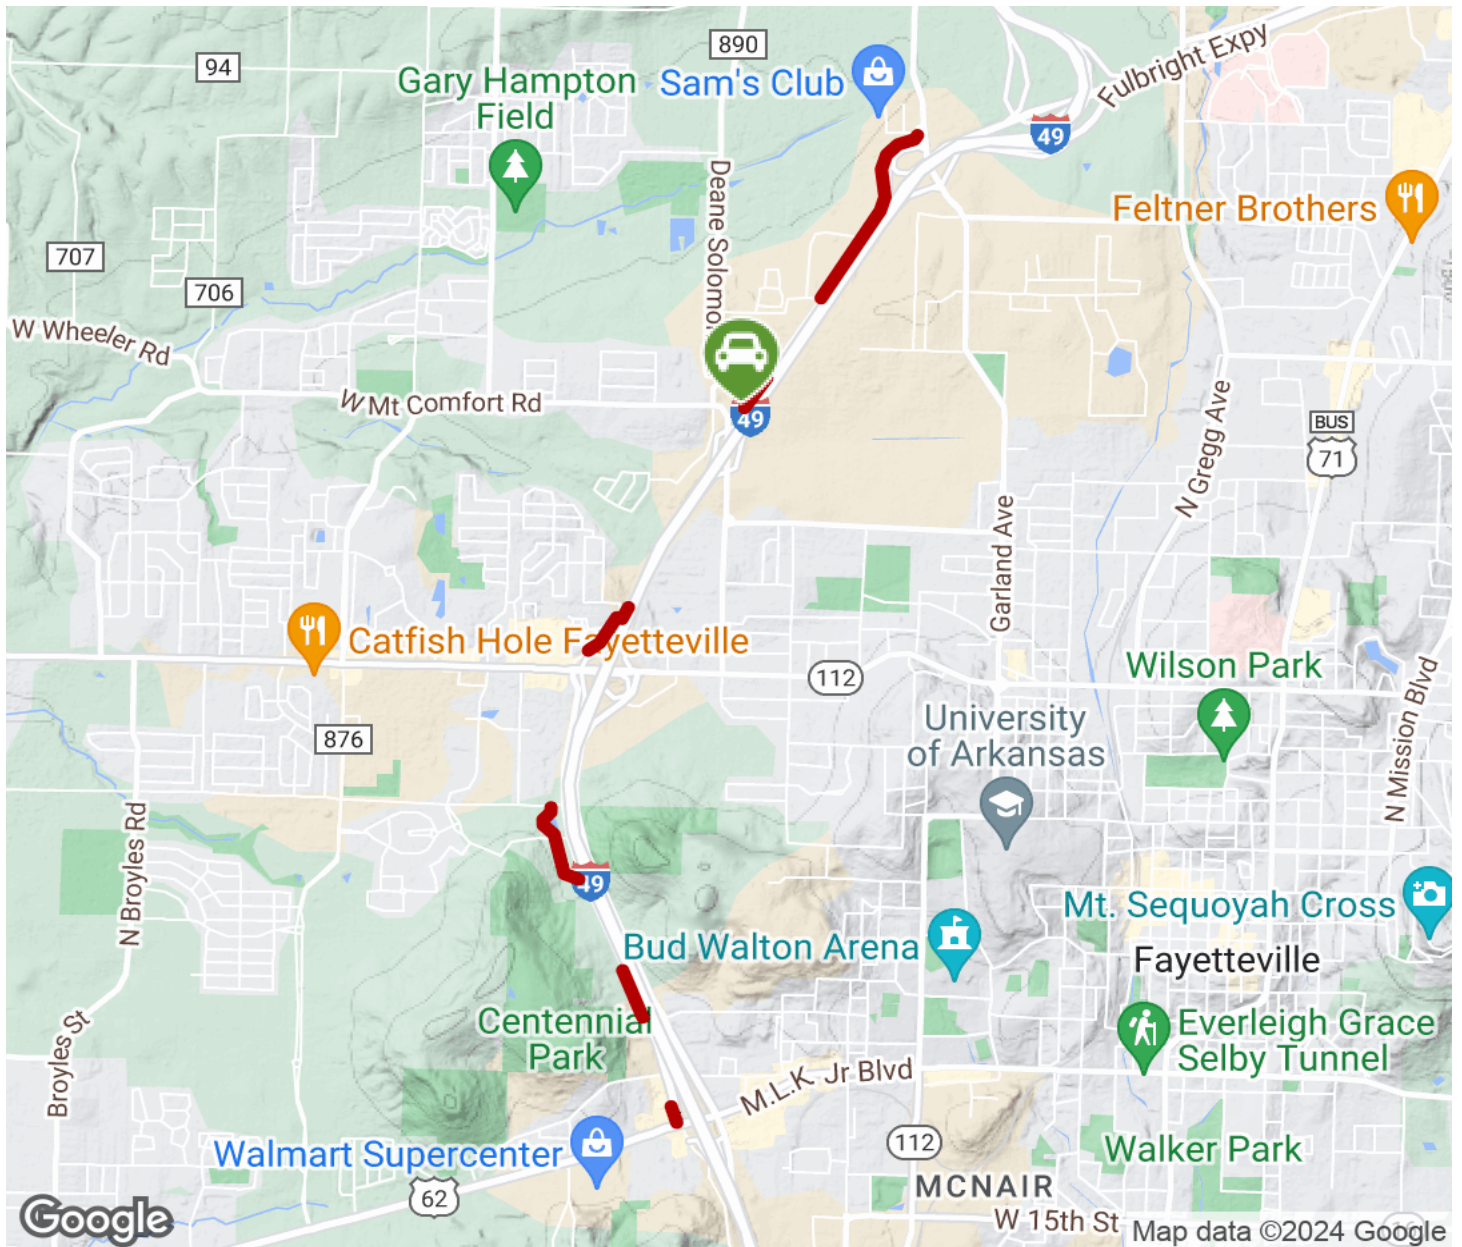 890
94
Gary Hampton
Field
Sam's Club
Fulbright Expy
49
Deane Solomo
Feltner Brothers
707
706
W Wheeler Rd
W Mt Comfort Rd
49
N Gregg Ave
BUS
71
Garland Ave
Catfish Hole Fayetteville
112
Wilson Park
876
University
of Arkansas
N Mission Blvd
N Broyles Rd
49
Mt. Sequoyah Cross
Bud Walton Arena
Fayetteville
Centennial
Park
Everleigh Grace
Selby Tunnel
Broyles St
M.L.K. Jr Blvd
Walmart Supercenter
112
Walker Park
62
MCNAIR
W 15th St
Google
Map data ©2024 Google